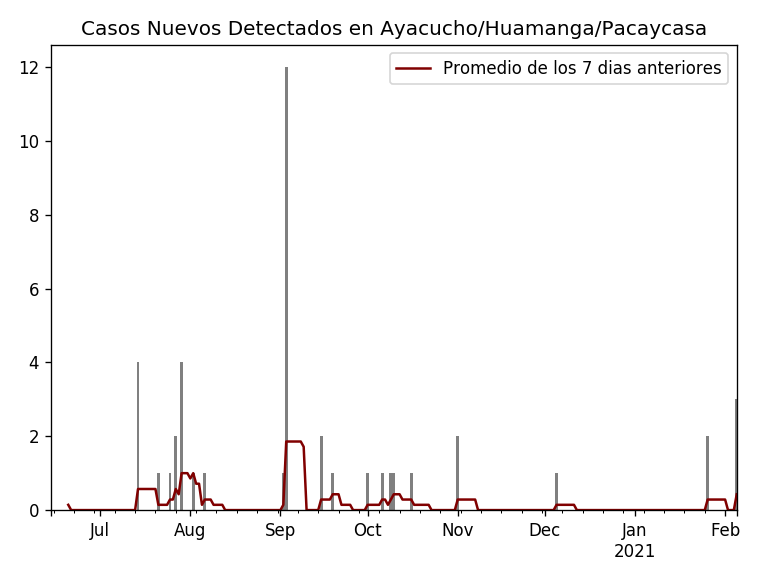 Casos Nuevos Detectados en Ayacucho/Huamanga/Pacaycasa
Promedio de los 7 dias anteriores
12
10
8
6
4
2
0
Jul Aug Sep Oct Nov Dec Jan Feb
2021